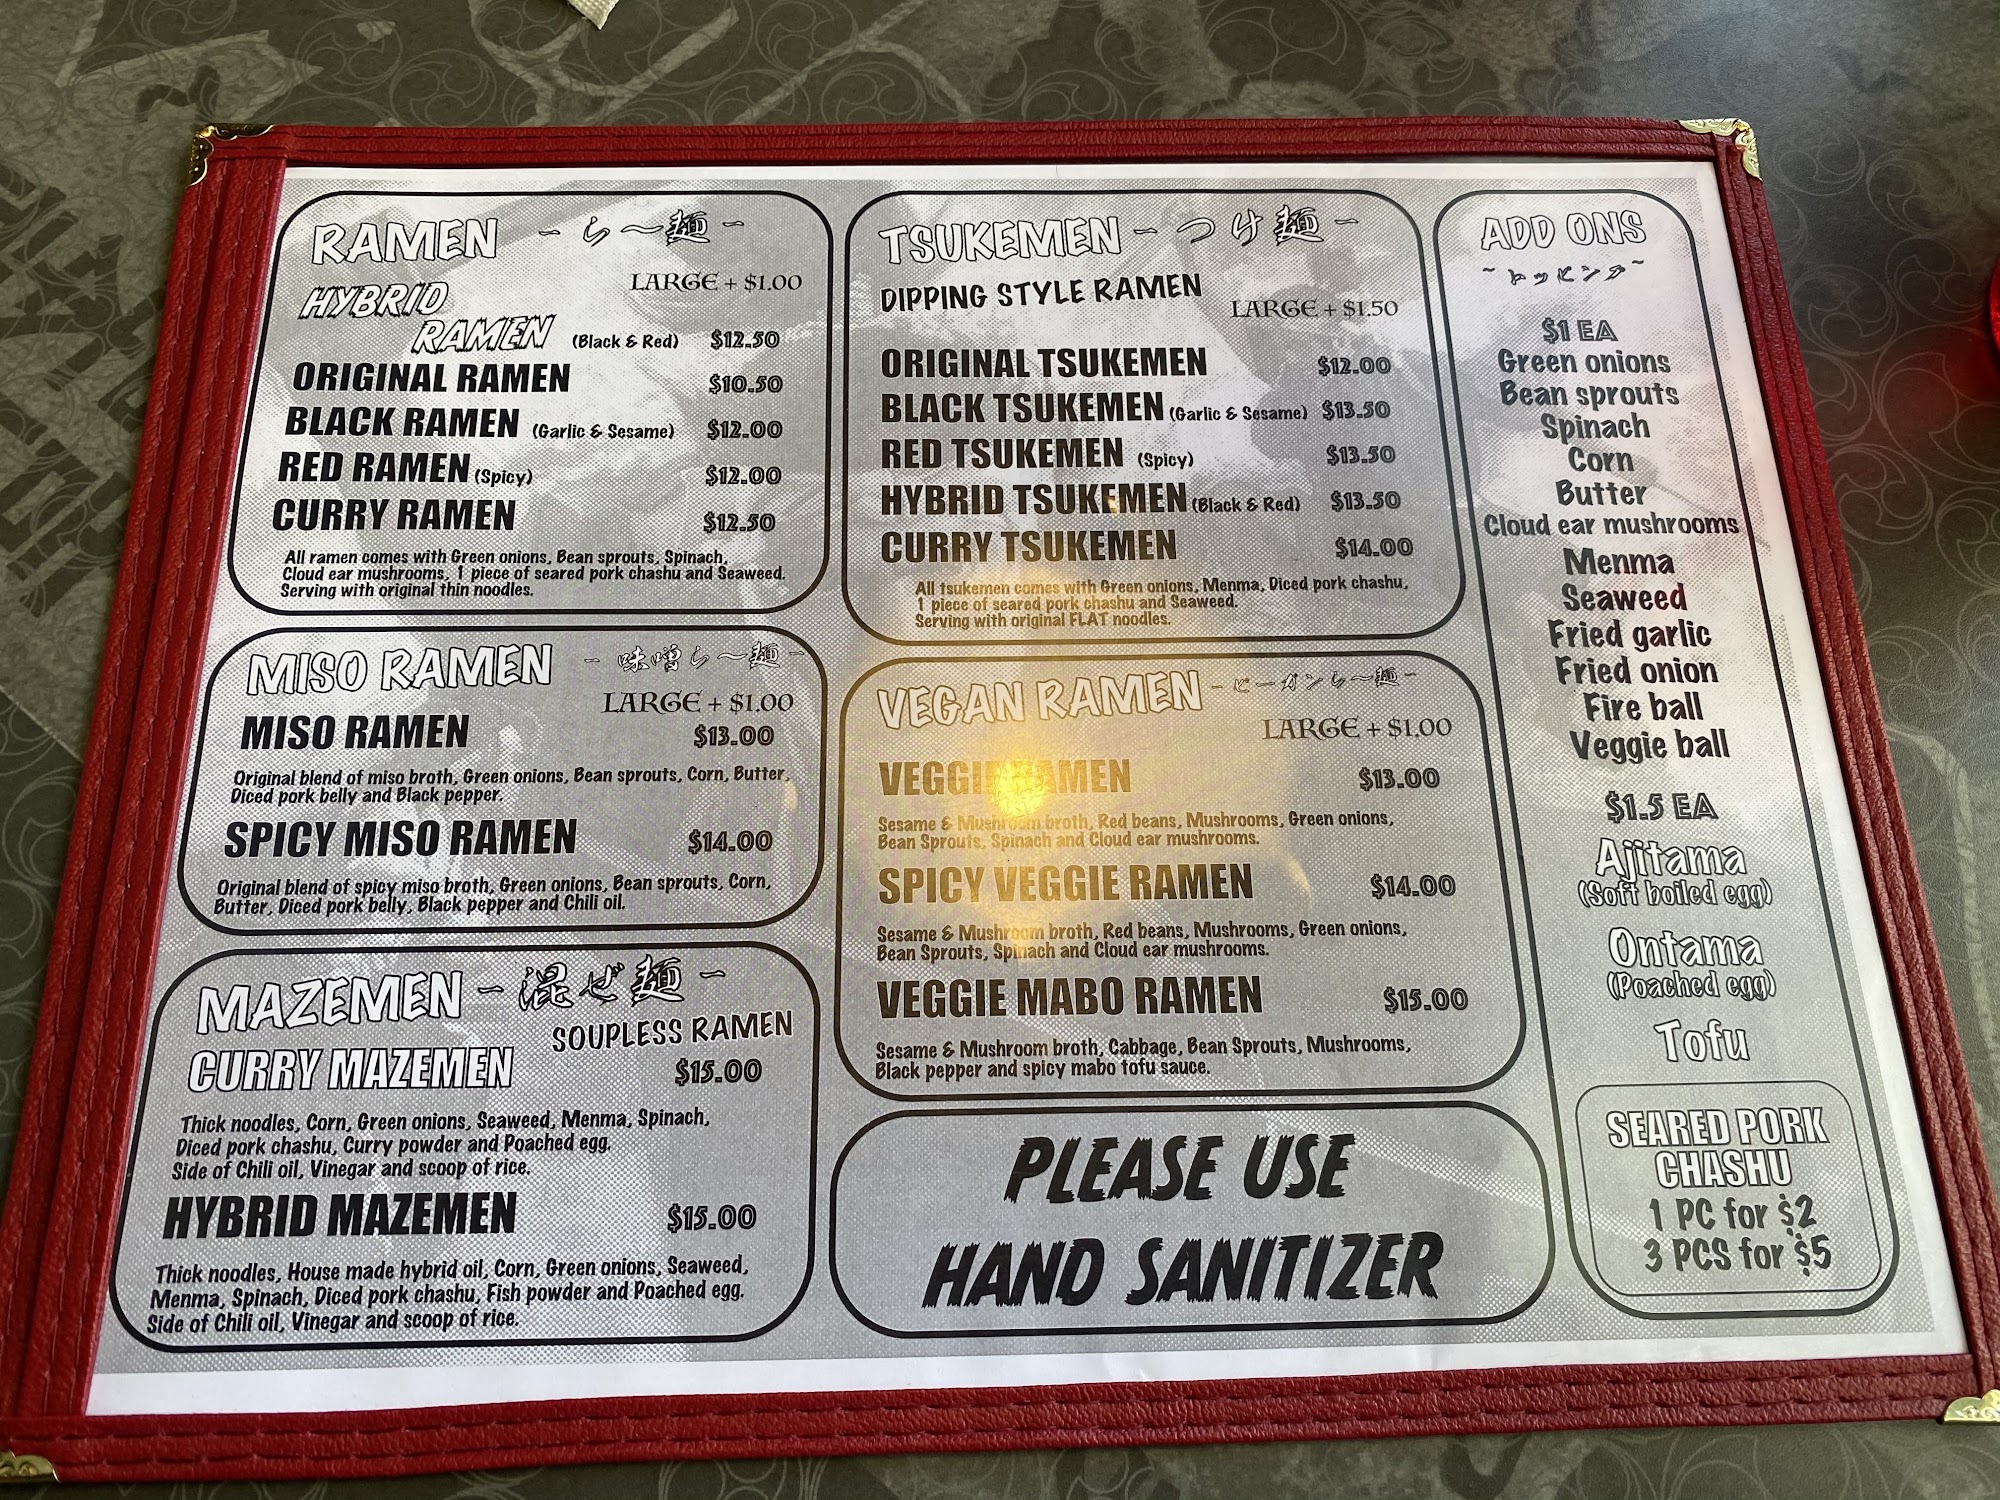 RAMEN - らー麺 -
LARGE + $1.00
HYBRID
RAMEN (Black & Red) $12.50
ORIGINAL RAMEN $10.50
BLACK RAMEN (Garlic & Sesame) $12.00
RED RAMEN (Spicy) $12.00
CURRY RAMEN $12.50
All ramen comes with Green onions, Bean sprouts, Spinach,
Cloud ear mushrooms, 1 piece of seared pork chashu and Seaweed.
Serving with original thin noodles.
MISO RAMEN - 味噌らー麺 -
LARGE + $1.00
MISO RAMEN $13.00
Original blend of miso broth, Green onions, Bean sprouts, Corn, Butter,
Diced pork belly and Black pepper.
SPICY MISO RAMEN $14.00
Original blend of spicy miso broth, Green onions, Bean sprouts, Corn,
Butter, Diced pork belly, Black pepper and Chili oil.
MAZEMEN - 混ぜ麺 -
SOUPLESS RAMEN
CURRY MAZEMEN $15.00
Thick noodles, Corn, Green onions, Seaweed, Menma, Spinach,
Diced pork chashu, Curry powder and Poached egg.
Side of Chili oil, Vinegar and scoop of rice.
HYBRID MAZEMEN $15.00
Thick noodles, House made hybrid oil, Corn, Green onions, Seaweed,
Menma, Spinach, Diced pork chashu, Fish powder and Poached egg.
Side of Chili oil, Vinegar and scoop of rice.
TSUKEMEN - つけ麺 -
DIPPING STYLE RAMEN
LARGE + $1.50
ORIGINAL TSUKEMEN $12.00
BLACK TSUKEMEN (Garlic & Sesame) $13.50
RED TSUKEMEN (Spicy) $13.50
HYBRID TSUKEMEN (Black & Red) $13.50
CURRY TSUKEMEN $14.00
All tsukemen comes with Green onions, Menma, Diced pork chashu,
1 piece of seared pork chashu and Seaweed.
Serving with original FLAT noodles.
VEGAN RAMEN - ビーガンらー麺 -
LARGE + $1.00
VEGGIE RAMEN $13.00
Sesame & Mushroom broth, Red beans, Mushrooms, Green onions,
Bean Sprouts, Spinach and Cloud ear mushrooms.
SPICY VEGGIE RAMEN $14.00
Sesame & Mushroom broth, Red beans, Mushrooms, Green onions,
Bean Sprouts, Spinach and Cloud ear mushrooms.
VEGGIE MABO RAMEN $15.00
Sesame & Mushroom broth, Cabbage, Bean Sprouts, Mushrooms,
Black pepper and spicy mabo tofu sauce.
PLEASE USE
HAND SANITIZER
ADD ONS
~トッピング~
$1 EA
Green onions
Bean sprouts
Spinach
Corn
Butter
Cloud ear mushrooms
Menma
Seaweed
Fried garlic
Fried onion
Fire ball
Veggie ball
$1.5 EA
Ajitama
(Soft boiled egg)
Ontama
(Poached egg)
Tofu
SEARED PORK
CHASHU
1 PC for $2
3 PCS for $5